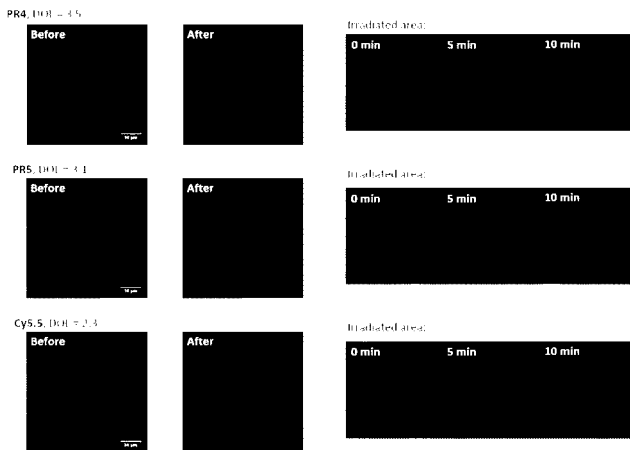 PR4, DOL = 3.5
Before
After
Irradiated area:
0 min
5 min
10 min
PR5, DOL = 3.1
Before
After
Irradiated area:
0 min
5 min
10 min
Cy5.5, DOL = 2.3
Before
After
Irradiated area:
0 min
5 min
10 min